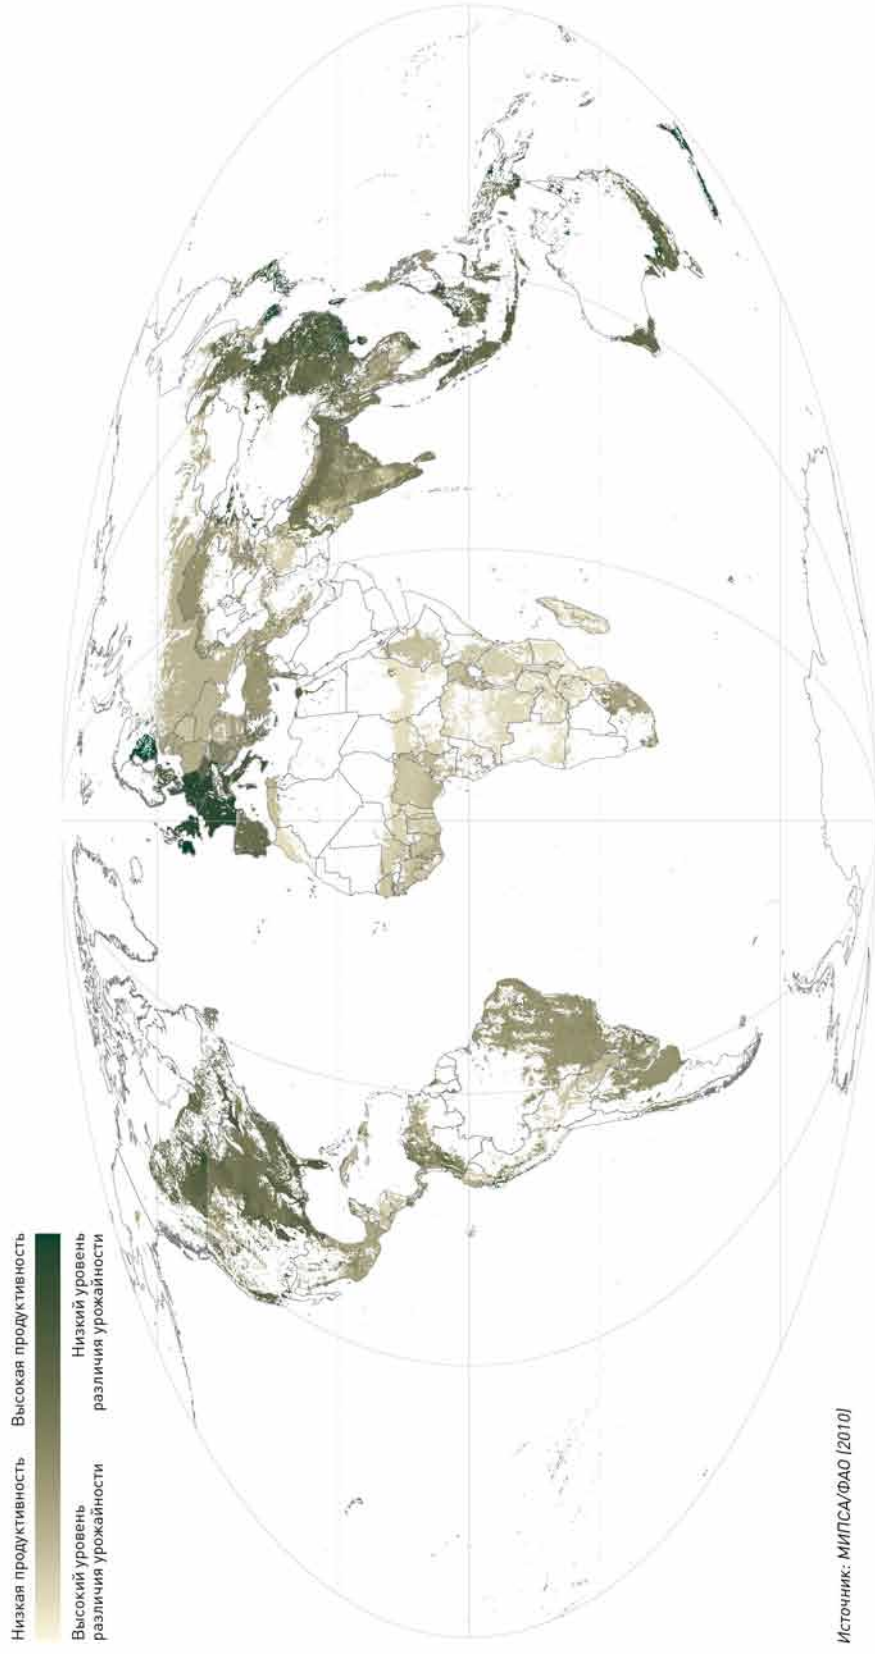 Низкая продуктивность
Высокая продуктивность
Высокий уровень
различия урожайности
Низкий уровень
различия урожайности
Источник: МИПСА/ФАО (2010)